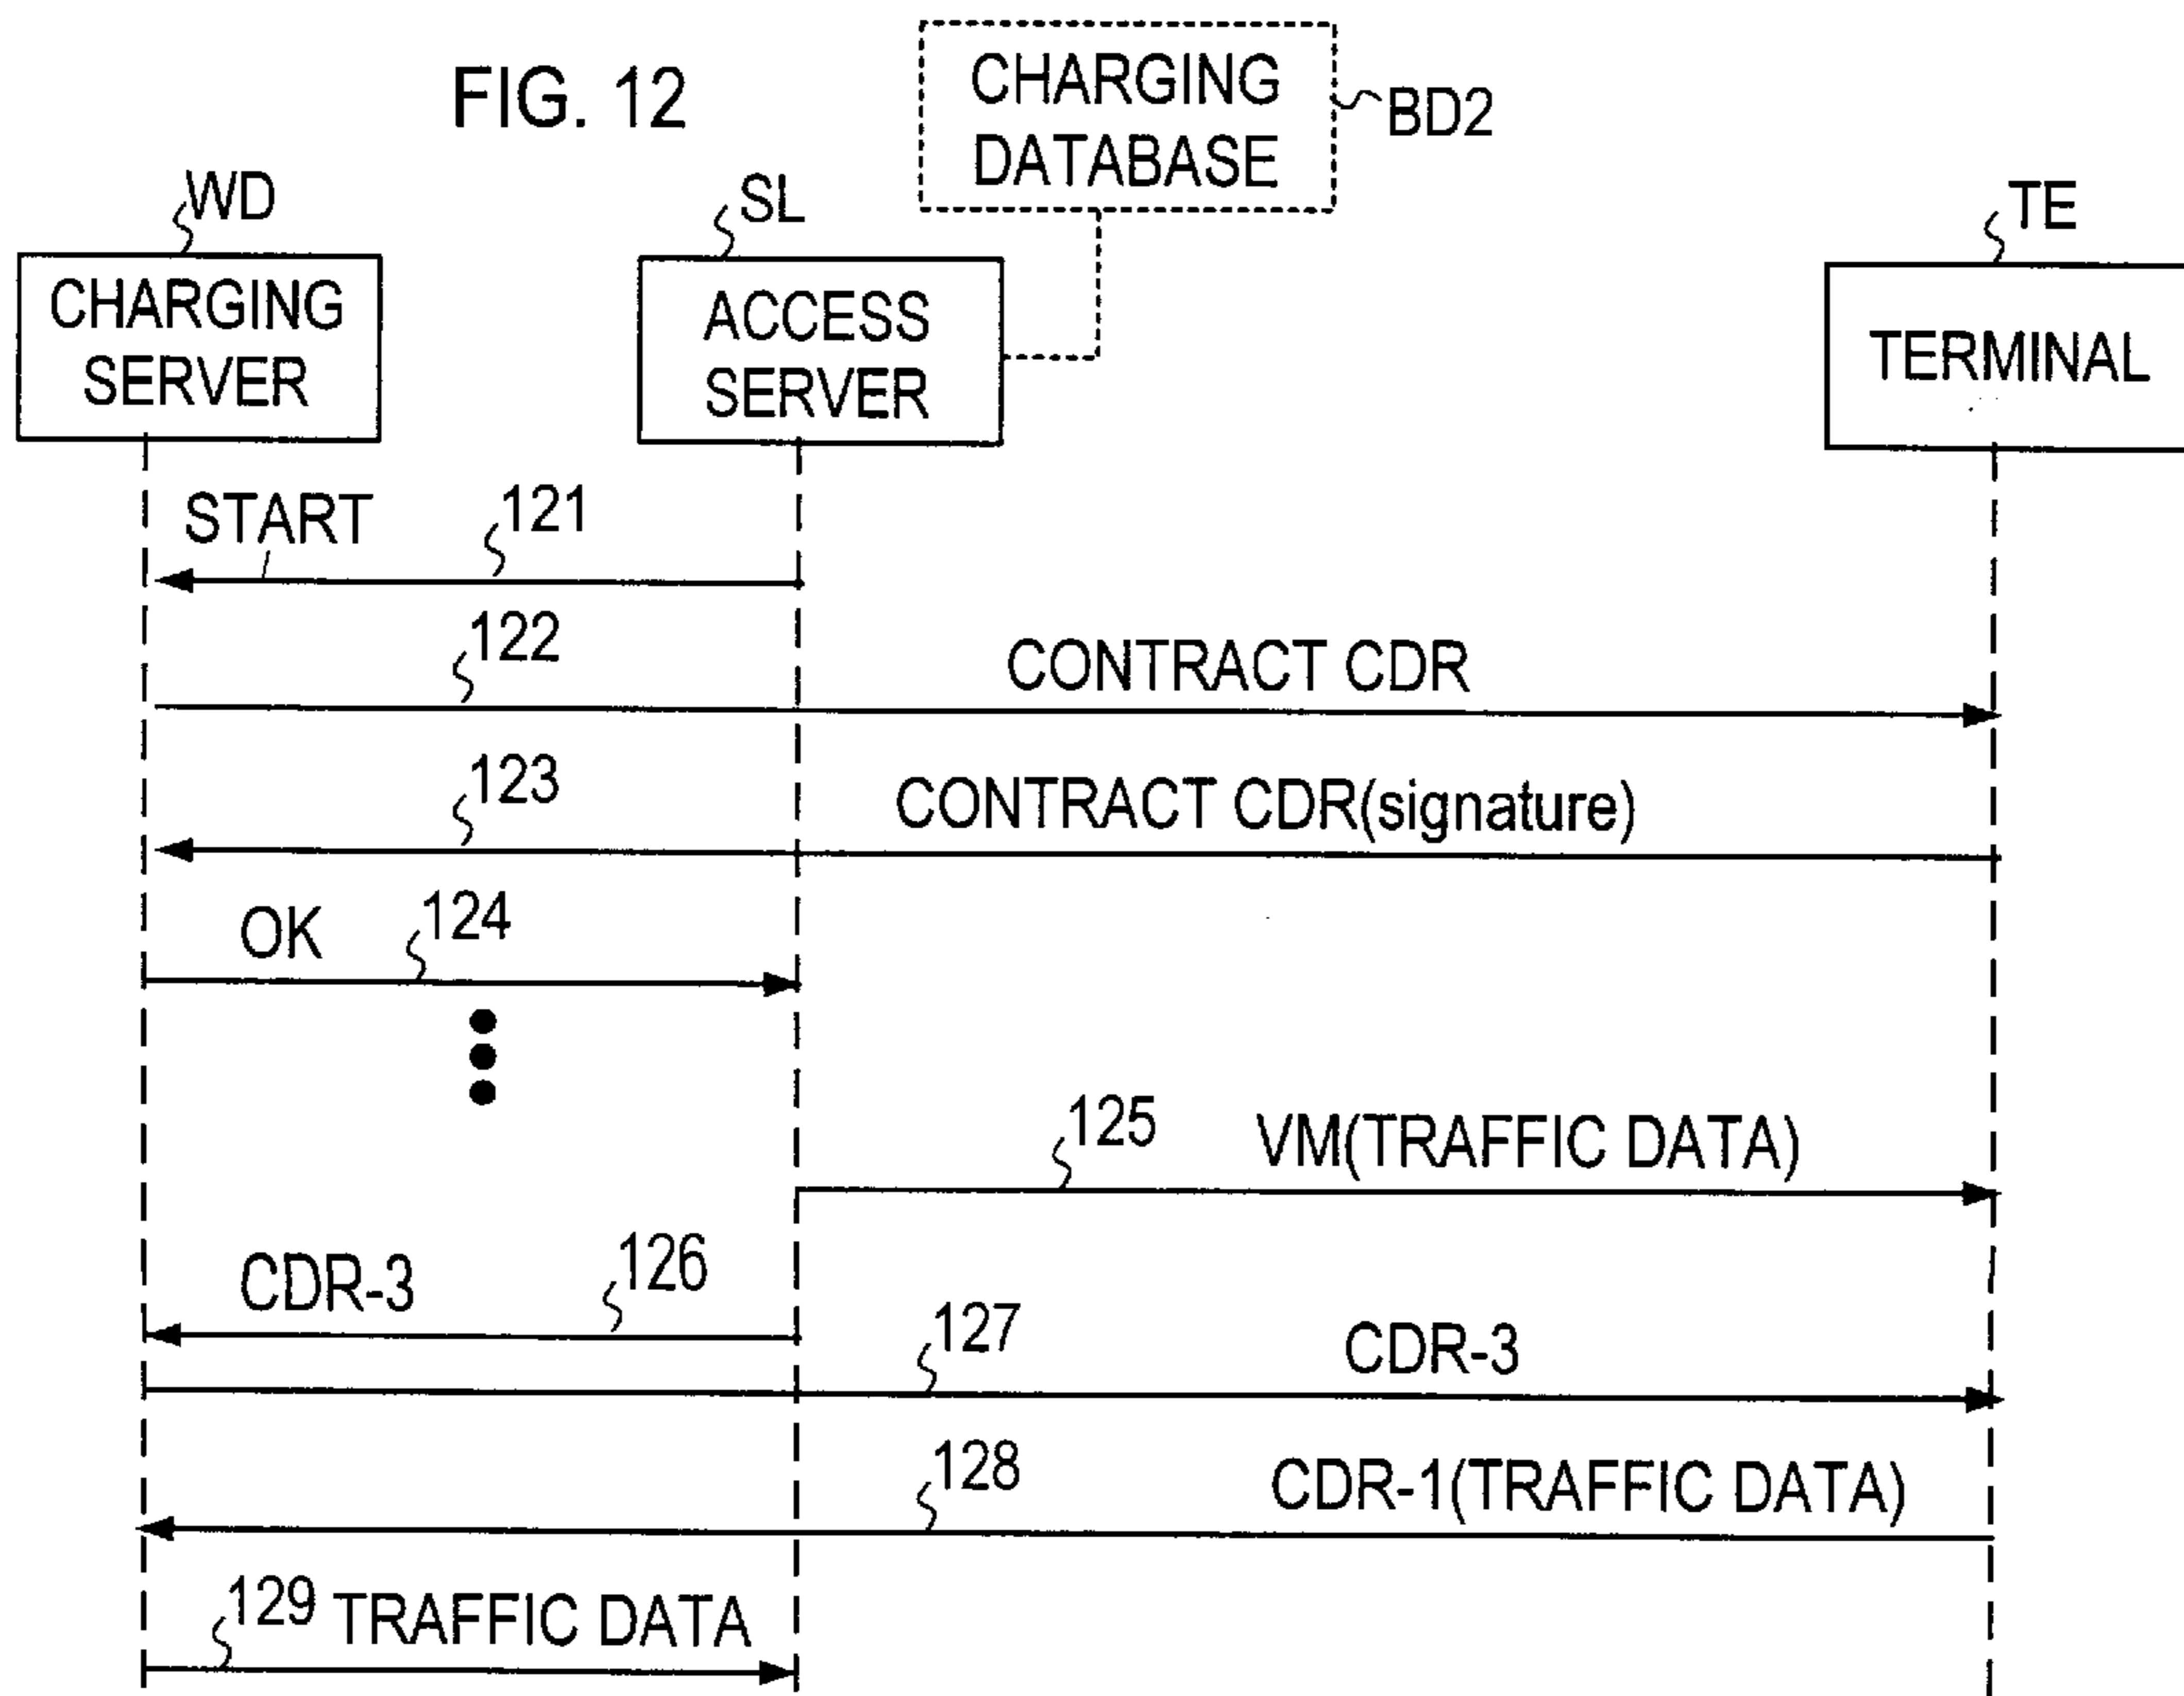 FIG. 12
CHARGING
DATABASE
BD2
WD
SL
TE
CHARGING
SERVER
ACCESS
SERVER
TERMINAL
START
121
122
CONTRACT CDR
123
CONTRACT CDR(signature)
OK
124
125
VM(TRAFFIC DATA)
CDR-3
126
127
CDR-3
128
CDR-1(TRAFFIC DATA)
129
TRAFFIC DATA